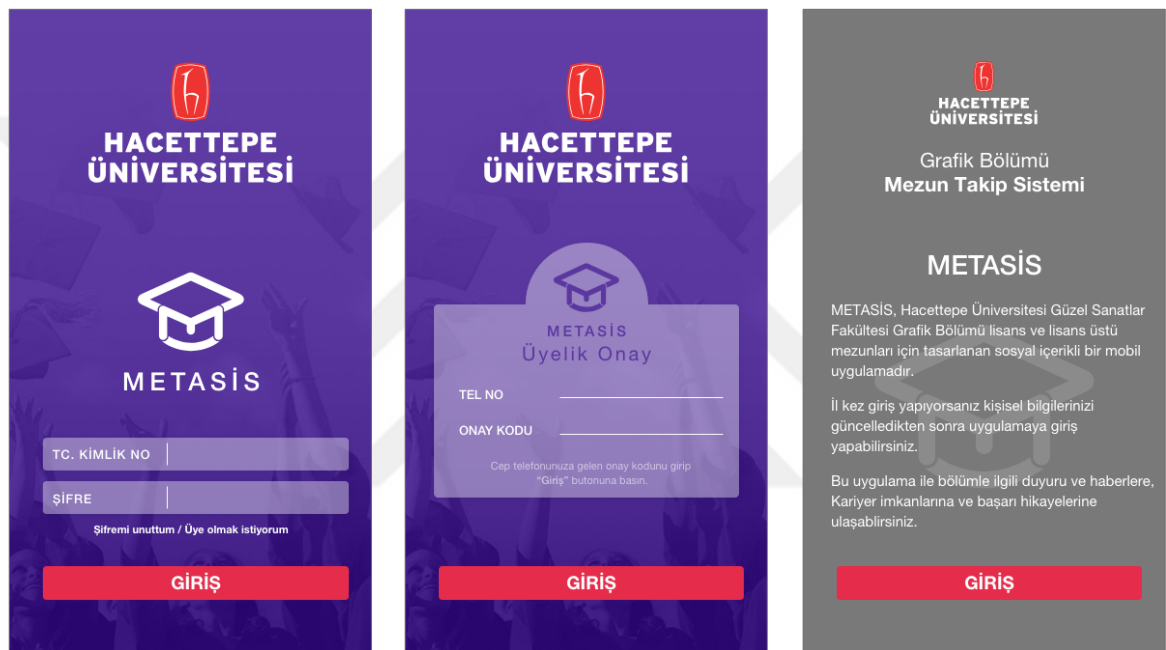 HACETTEPE
ÜNİVERSİTESİ
METASİS
TC. KİMLİK NO
ŞİFRE
Şifremi unuttum / Üye olmak istiyorum
GİRİŞ
HACETTEPE
ÜNİVERSİTESİ
METASİS
Üyelik Onay
TEL NO
ONAY KODU
Cep telefonunuza gelen onay kodunu girip
“Giriş” butonuna basın.
GİRİŞ
HACETTEPE
ÜNİVERSİTESİ
Grafik Bölümü
Mezun Takip Sistemi
METASİS
METASİS, Hacettepe Üniversitesi Güzel Sanatlar
Fakültesi Grafik Bölümü lisans ve lisans üstü
mezunları için tasarlanan sosyal içerikli bir mobil
uygulamadır.
İl kez giriş yapıyorsanız kişisel bilgilerinizi
güncelledikten sonra uygulamaya giriş
yapabilirsiniz.
Bu uygulama ile bölümle ilgili duyuru ve haberlere,
Kariyer imkanlarına ve başarı hikayelerine
ulaşablirsiniz.
GİRİŞ